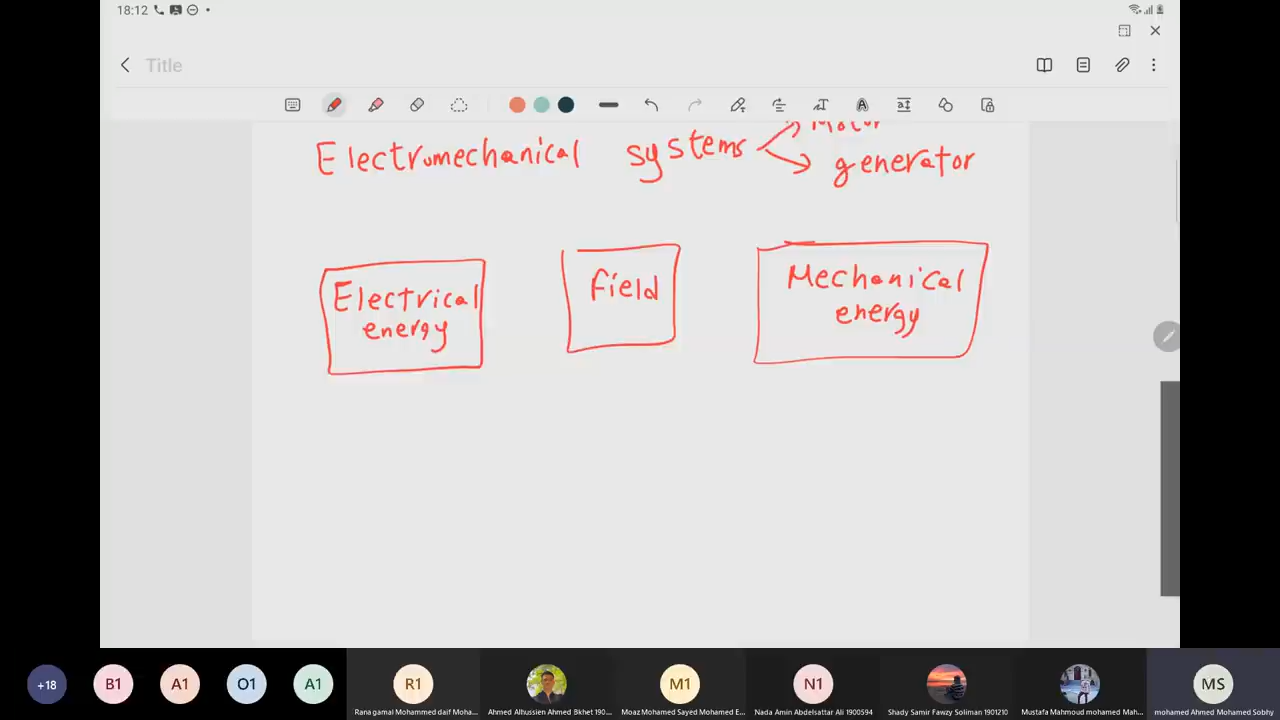 18:12
Title
Motor
Electromechanical systems
generator
Electrical
energy
field
Mechanical
energy
+18
B1
A1
O1
A1
R1
M1
N1
MS
Rana gamal Mohammed daif Moha...
Ahmed Alhussien Ahmed Bkhet 190...
Moaz Mohamed Sayed Mohamed E...
Nada Amin Abdelsattar Ali 1900594
Shady Samir Fawzy Soliman 1901210
Mustafa Mahmoud mohamed Mah...
mohamed Ahmed Mohamed Sobhy